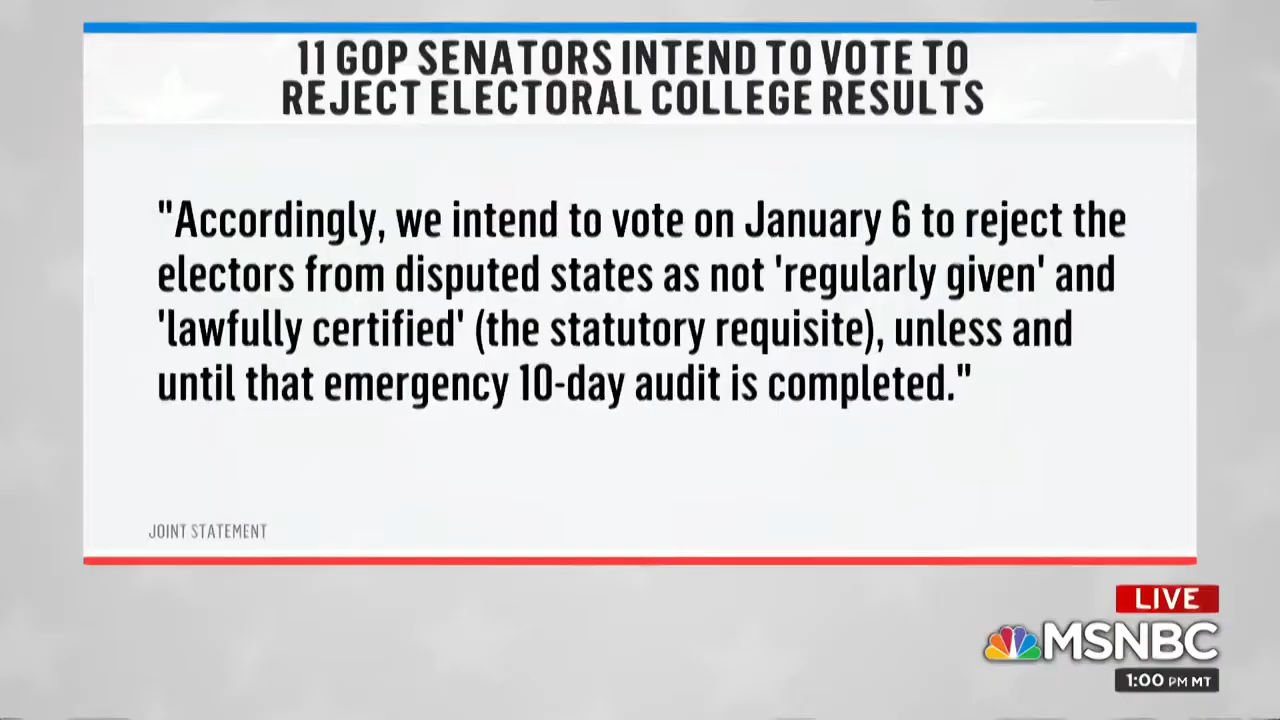 11 GOP SENATORS INTEND TO VOTE TO
REJECT ELECTORAL COLLEGE RESULTS
"Accordingly, we intend to vote on January 6 to reject the
electors from disputed states as not 'regularly given' and
'lawfully certified' (the statutory requisite), unless and
until that emergency 10-day audit is completed."
JOINT STATEMENT
LIVE
MSNBC
1:00 PM MT